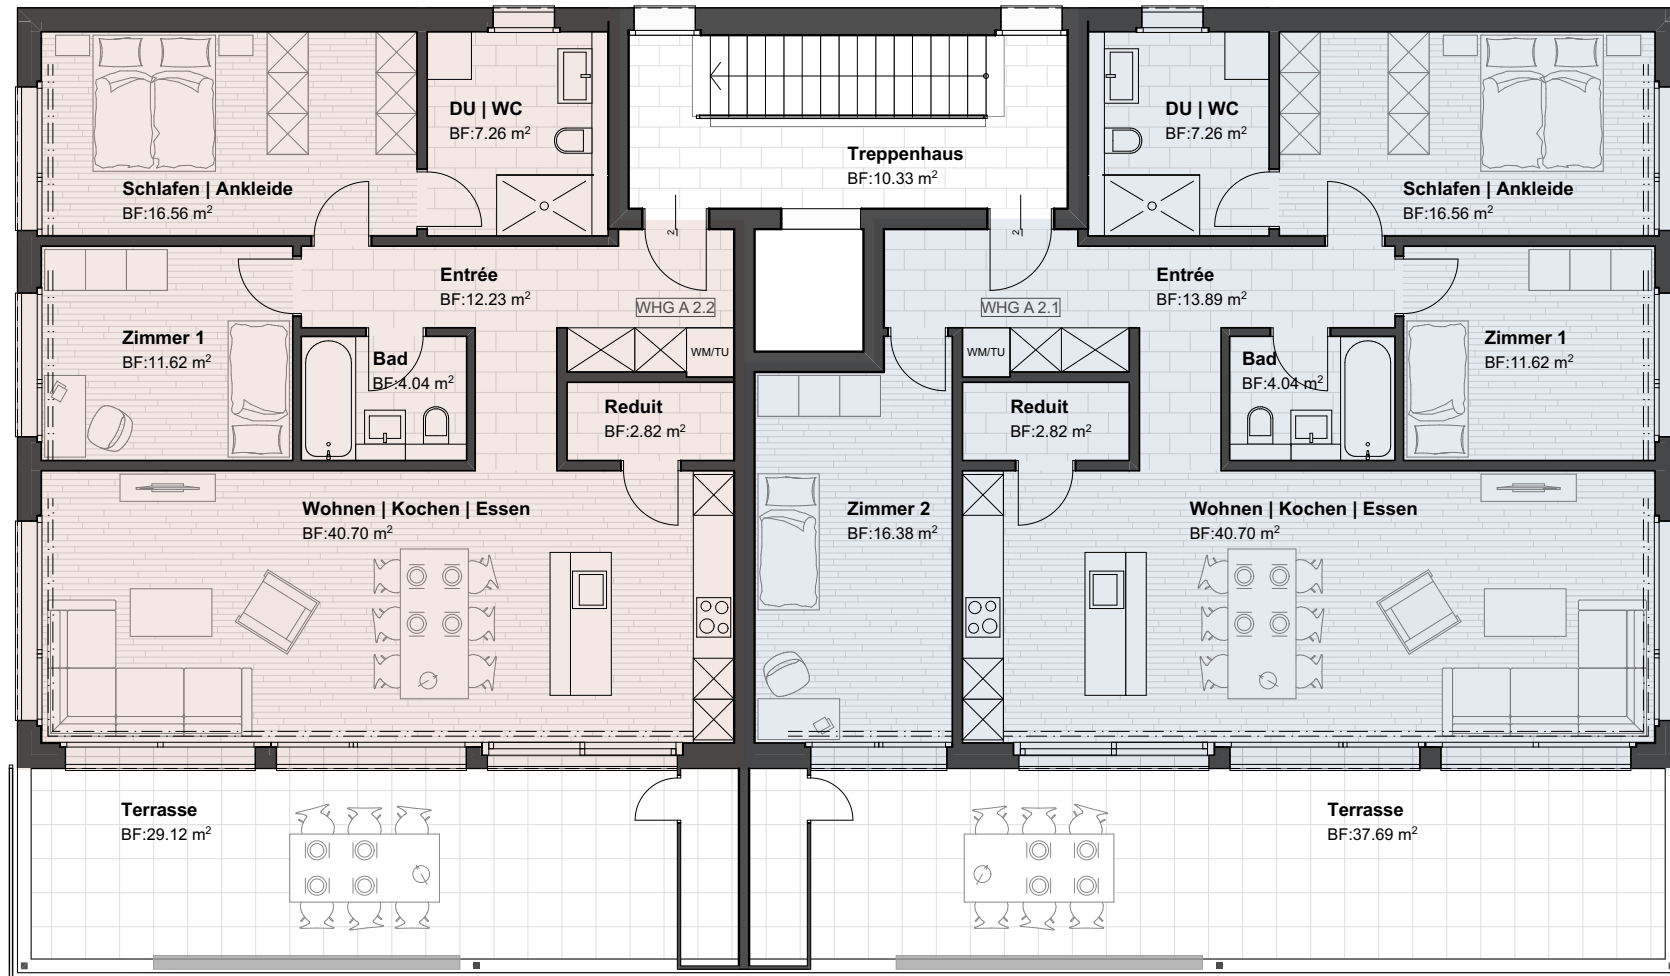 DU | WC
BF:7.26 m²
DU | WC
BF:7.26 m²
Treppenhaus
BF:10.33 m²
Schlafen | Ankleide
BF:16.56 m²
Schlafen | Ankleide
BF:16.56 m²
2
2
Entrée
BF:12.23 m²
Entrée
BF:13.89 m²
WHG A 2.2
WHG A 2.1
Zimmer 1
BF:11.62 m²
Zimmer 1
BF:11.62 m²
WM/TU
WM/TU
Bad
BF:4.04 m²
Bad
BF:4.04 m²
Reduit
BF:2.82 m²
Reduit
BF:2.82 m²
Wohnen | Kochen | Essen
BF:40.70 m²
Zimmer 2
BF:16.38 m²
Wohnen | Kochen | Essen
BF:40.70 m²
Terrasse
BF:29.12 m²
Terrasse
BF:37.69 m²